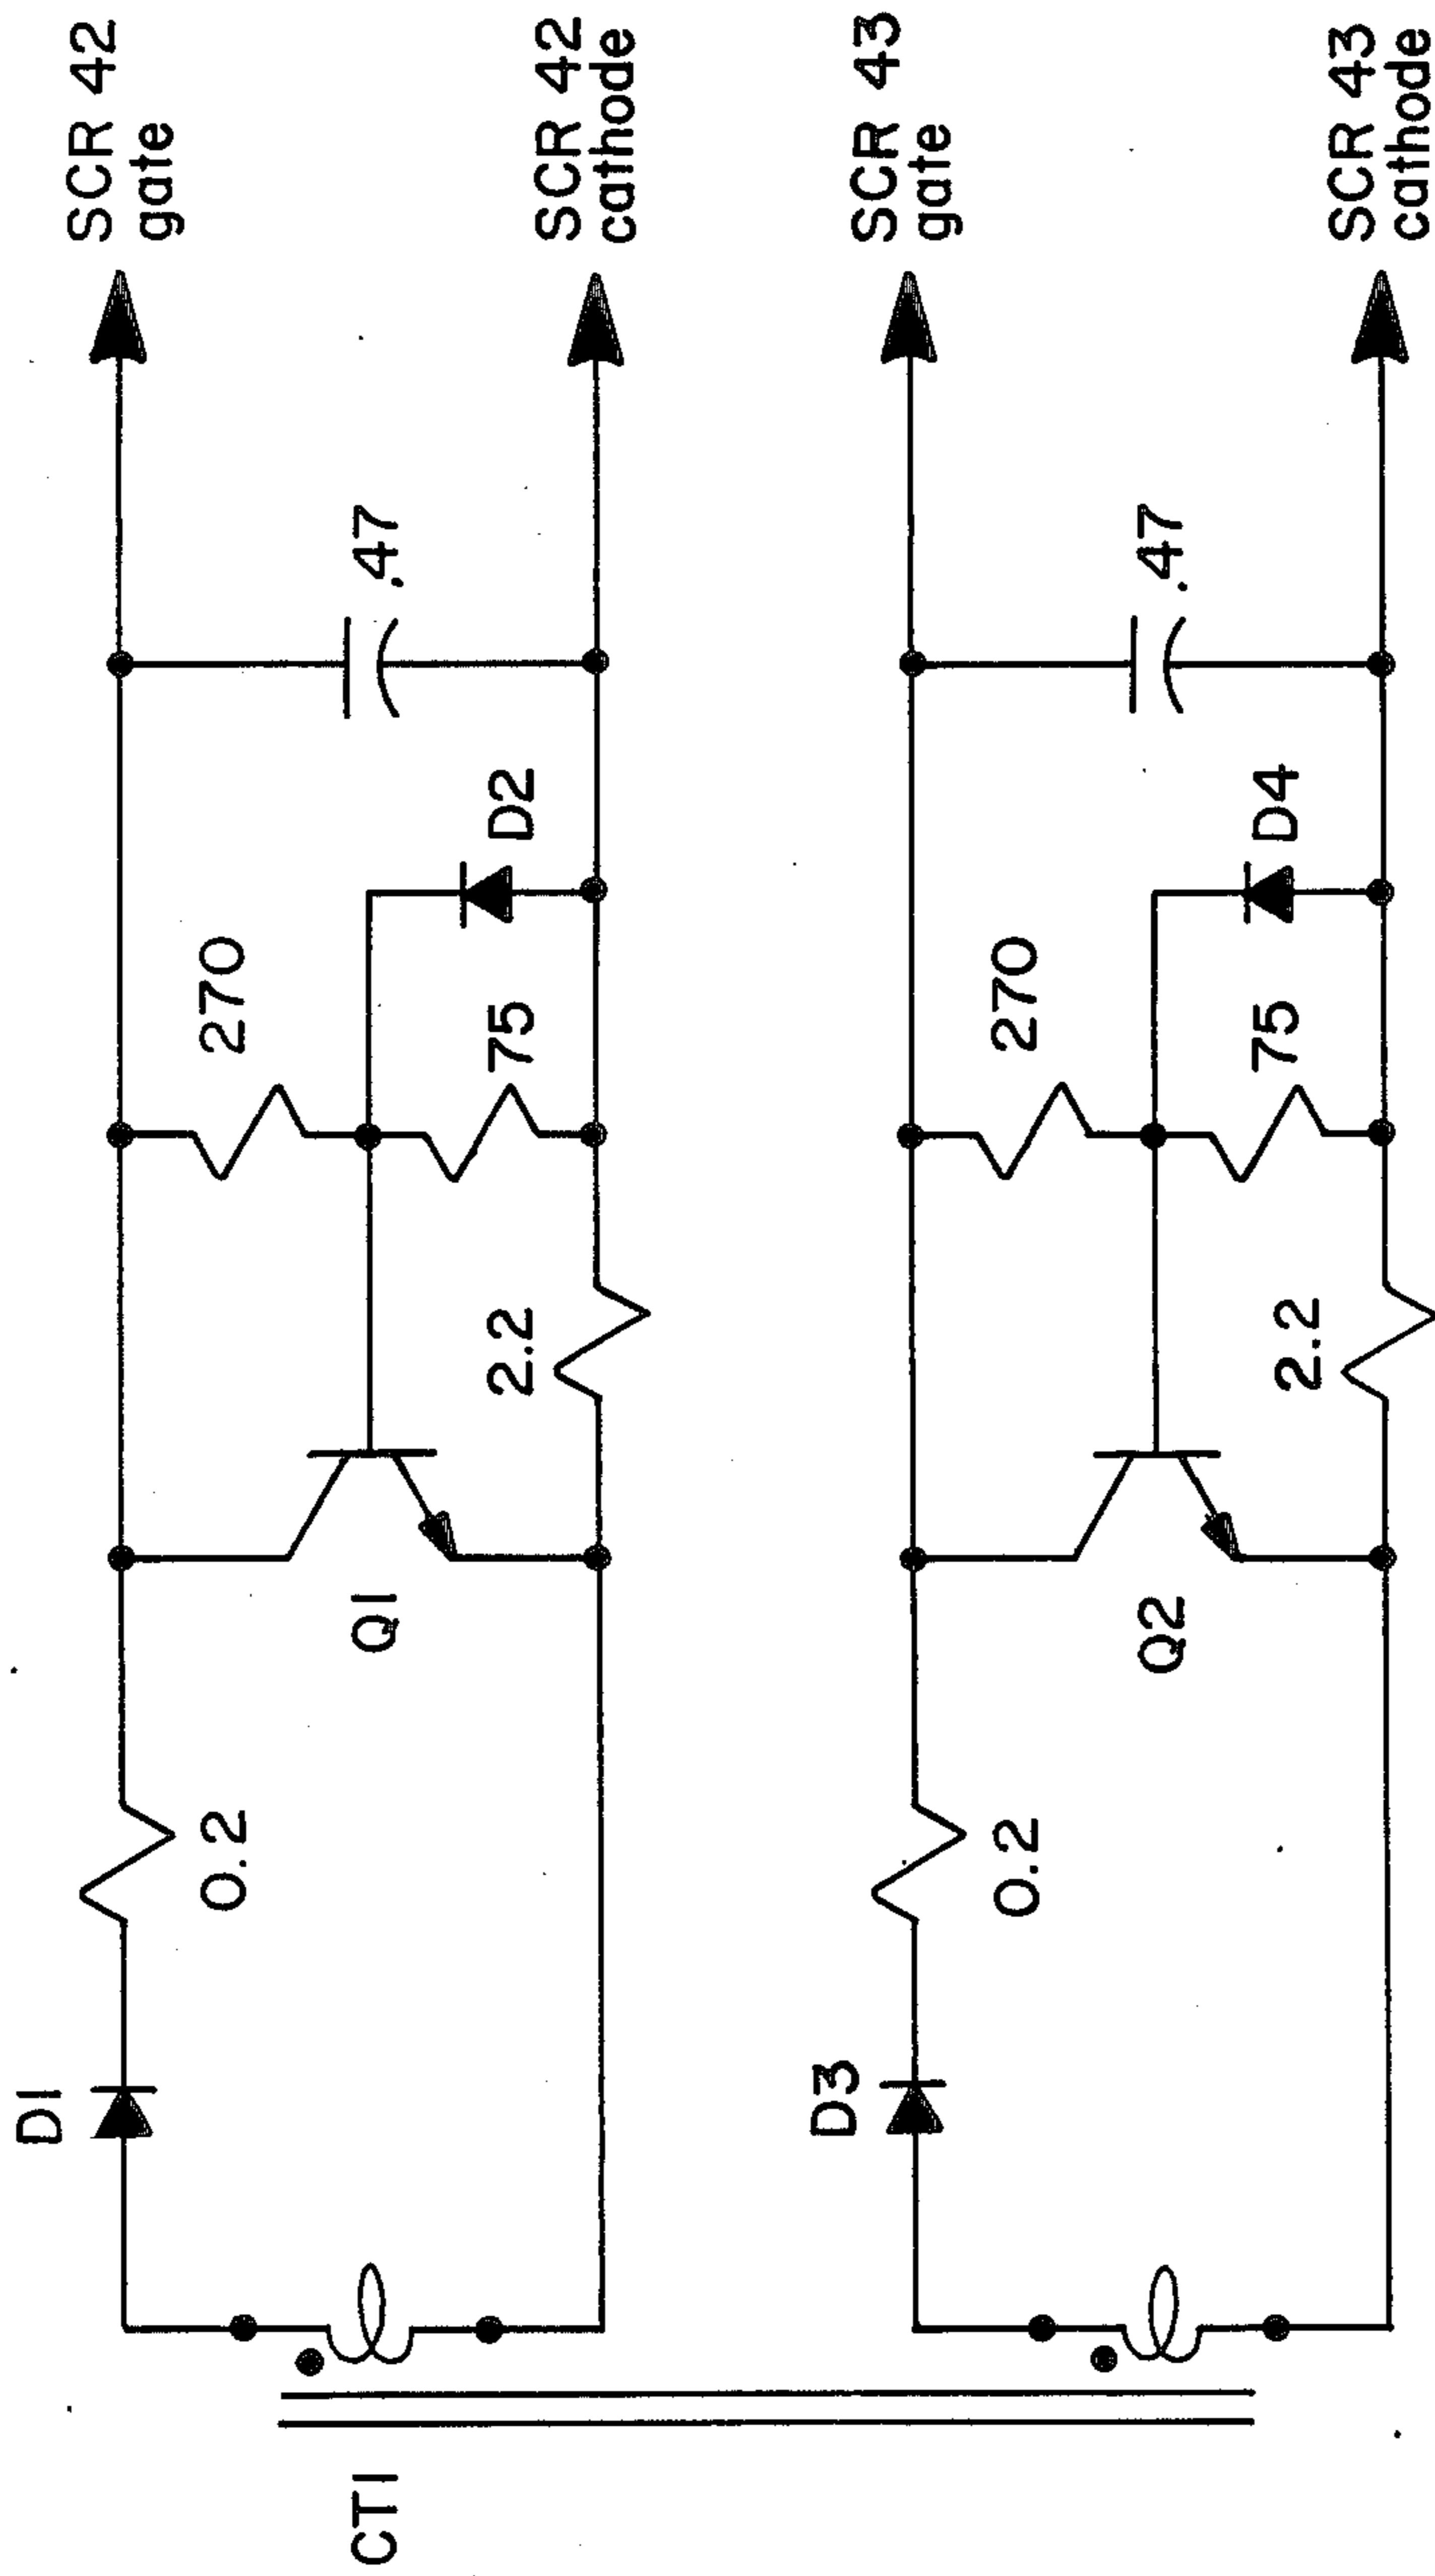 D1
SCR 42
gate
0.2
270
CT1
Q1
.47
2.2
75
D2
SCR 42
cathode
D3
SCR 43
gate
0.2
270
Q2
.47
2.2
75
D4
SCR 43
cathode